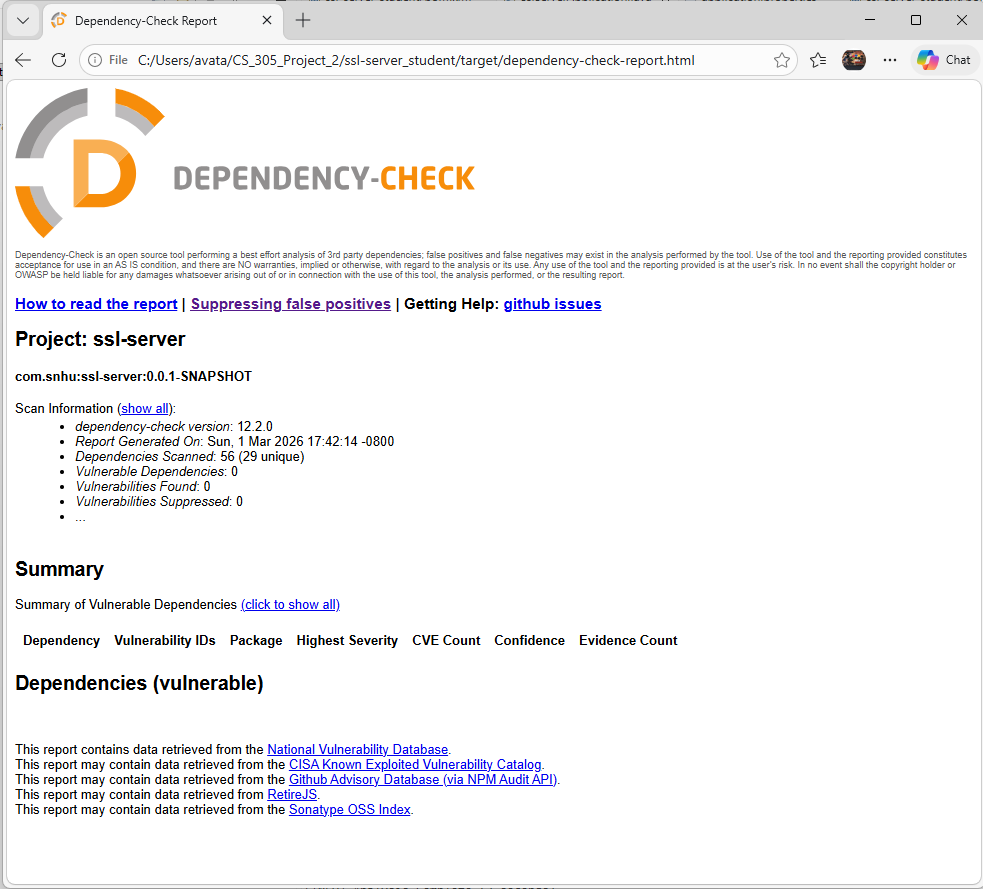 Dependency-Check Report
File C:/Users/avata/CS_305_Project_2/ssl-server_student/target/dependency-check-report.html
Chat
D
DEPENDENCY-CHECK
Dependency-Check is an open source tool performing a best effort analysis of 3rd party dependencies; false positives and false negatives may exist in the analysis performed by the tool. Use of the tool and the reporting provided constitutes
acceptance for use in an AS IS condition, and there are NO warranties, implied or otherwise, with regard to the analysis or its use. Any use of the tool and the reporting provided is at the user's risk. In no event shall the copyright holder or
OWASP be held liable for any damages whatsoever arising out of or in connection with the use of this tool, the analysis performed, or the resulting report.
How to read the report | Suppressing false positives | Getting Help: github issues
Project: ssl-server
com.snhu:ssl-server:0.0.1-SNAPSHOT
Scan Information (show all):
dependency-check version: 12.2.0
Report Generated On: Sun, 1 Mar 2026 17:42:14 -0800
Dependencies Scanned: 56 (29 unique)
Vulnerable Dependencies: 0
Vulnerabilities Found: 0
Vulnerabilities Suppressed: 0
...
Summary
Summary of Vulnerable Dependencies (click to show all)
Dependency Vulnerability IDs Package Highest Severity CVE Count Confidence Evidence Count
Dependencies (vulnerable)
This report contains data retrieved from the National Vulnerability Database.
This report may contain data retrieved from the CISA Known Exploited Vulnerability Catalog.
This report may contain data retrieved from the Github Advisory Database (via NPM Audit API).
This report may contain data retrieved from RetireJS.
This report may contain data retrieved from the Sonatype OSS Index.